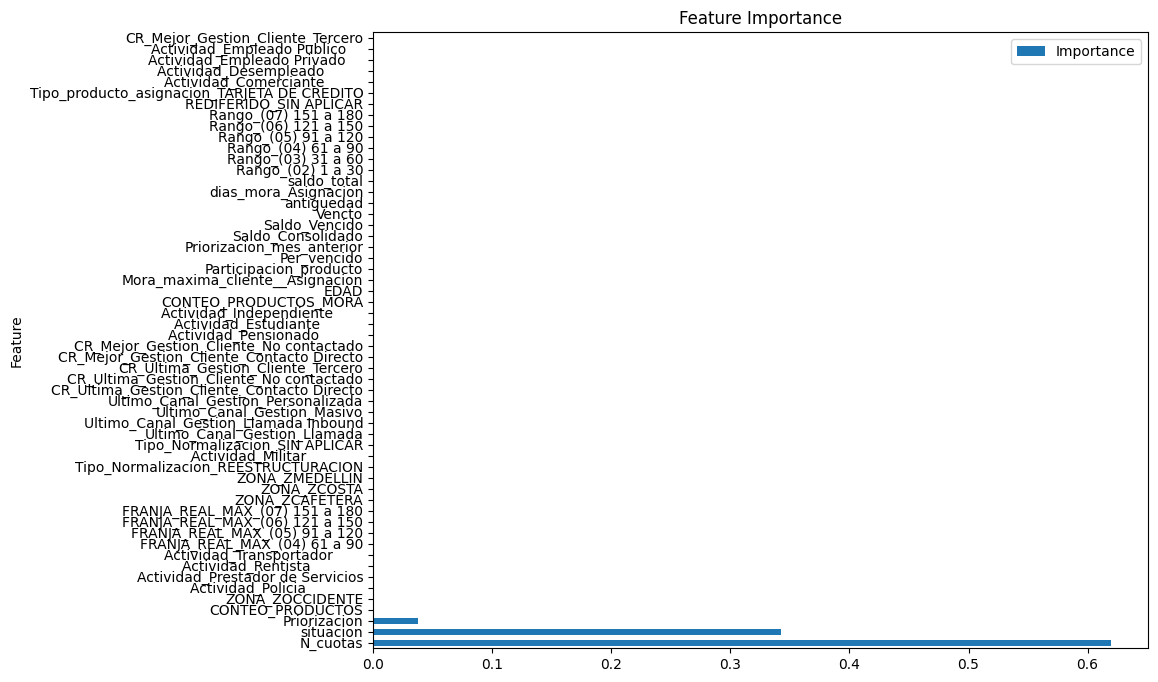 Feature Importance
Importance
CR_Mejor_Gestion_Cliente_Tercero
Actividad_Empleado Publico
Actividad_Empleado Privado
Actividad_Desempleado
Actividad_Comerciante
Tipo_producto_asignacion_TARJETA DE CREDITO
REDIFERIDO_SIN APLICAR
Rango_(07) 151 a 180
Rango_(06) 121 a 150
Rango_(05) 91 a 120
Rango_(04) 61 a 90
Rango_(03) 31 a 60
Rango_(02) 1 a 30
saldo_total
dias_mora_Asignacion
antiguedad
Vencto
Saldo_Vencido
Saldo_Consolidado
Priorizacion_mes_anterior
Per_vencido
Participacion_producto
Mora_maxima_cliente__Asignacion
EDAD
CONTEO_PRODUCTOS_MORA
Actividad_Independiente
Actividad_Estudiante
Actividad_Pensionado
CR_Mejor_Gestion_Cliente_No contactado
CR_Mejor_Gestion_Cliente_Contacto Directo
CR_Ultima_Gestion_Cliente_Tercero
CR_Ultima_Gestion_Cliente_No contactado
CR_Ultima_Gestion_Cliente_Contacto Directo
Ultimo_Canal_Gestion_Personalizada
Ultimo_Canal_Gestion_Masivo
Ultimo_Canal_Gestion_Llamada Inbound
Ultimo_Canal_Gestion_Llamada
Tipo_Normalizacion_SIN APLICAR
Actividad_Militar
Tipo_Normalizacion_REESTRUCTURACION
ZONA_ZMEDELLIN
ZONA_ZCOSTA
ZONA_ZCAFETERA
FRANJA_REAL_MAX_(07) 151 a 180
FRANJA_REAL_MAX_(06) 121 a 150
FRANJA_REAL_MAX_(05) 91 a 120
FRANJA_REAL_MAX_(04) 61 a 90
Actividad_Transportador
Actividad_Rentista
Actividad_Prestador de Servicios
Actividad_Policia
ZONA_ZOCCIDENTE
CONTEO_PRODUCTOS
Priorizacion
situacion
N_cuotas
Feature
0.0 0.1 0.2 0.3 0.4 0.5 0.6